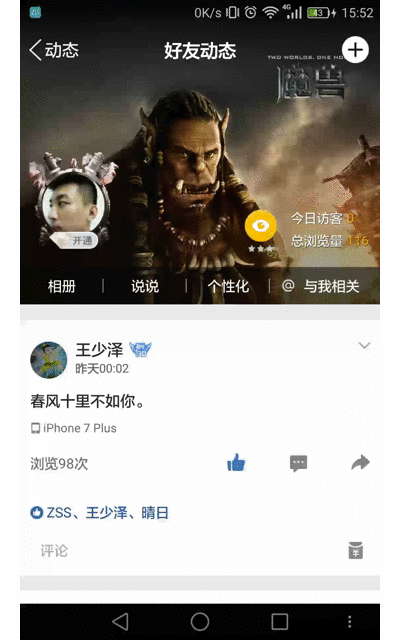 0K/s 4G 43 15:52
动态 好友动态
TWO WORLDS. ONE HO
魔兽
开通
今日访客 0
总浏览量 116
相册 说说 个性化 @ 与我相关
王少泽
昨天00:02
春风十里不如你。
iPhone 7 Plus
浏览98次
ZSS、王少泽、晴日
评论